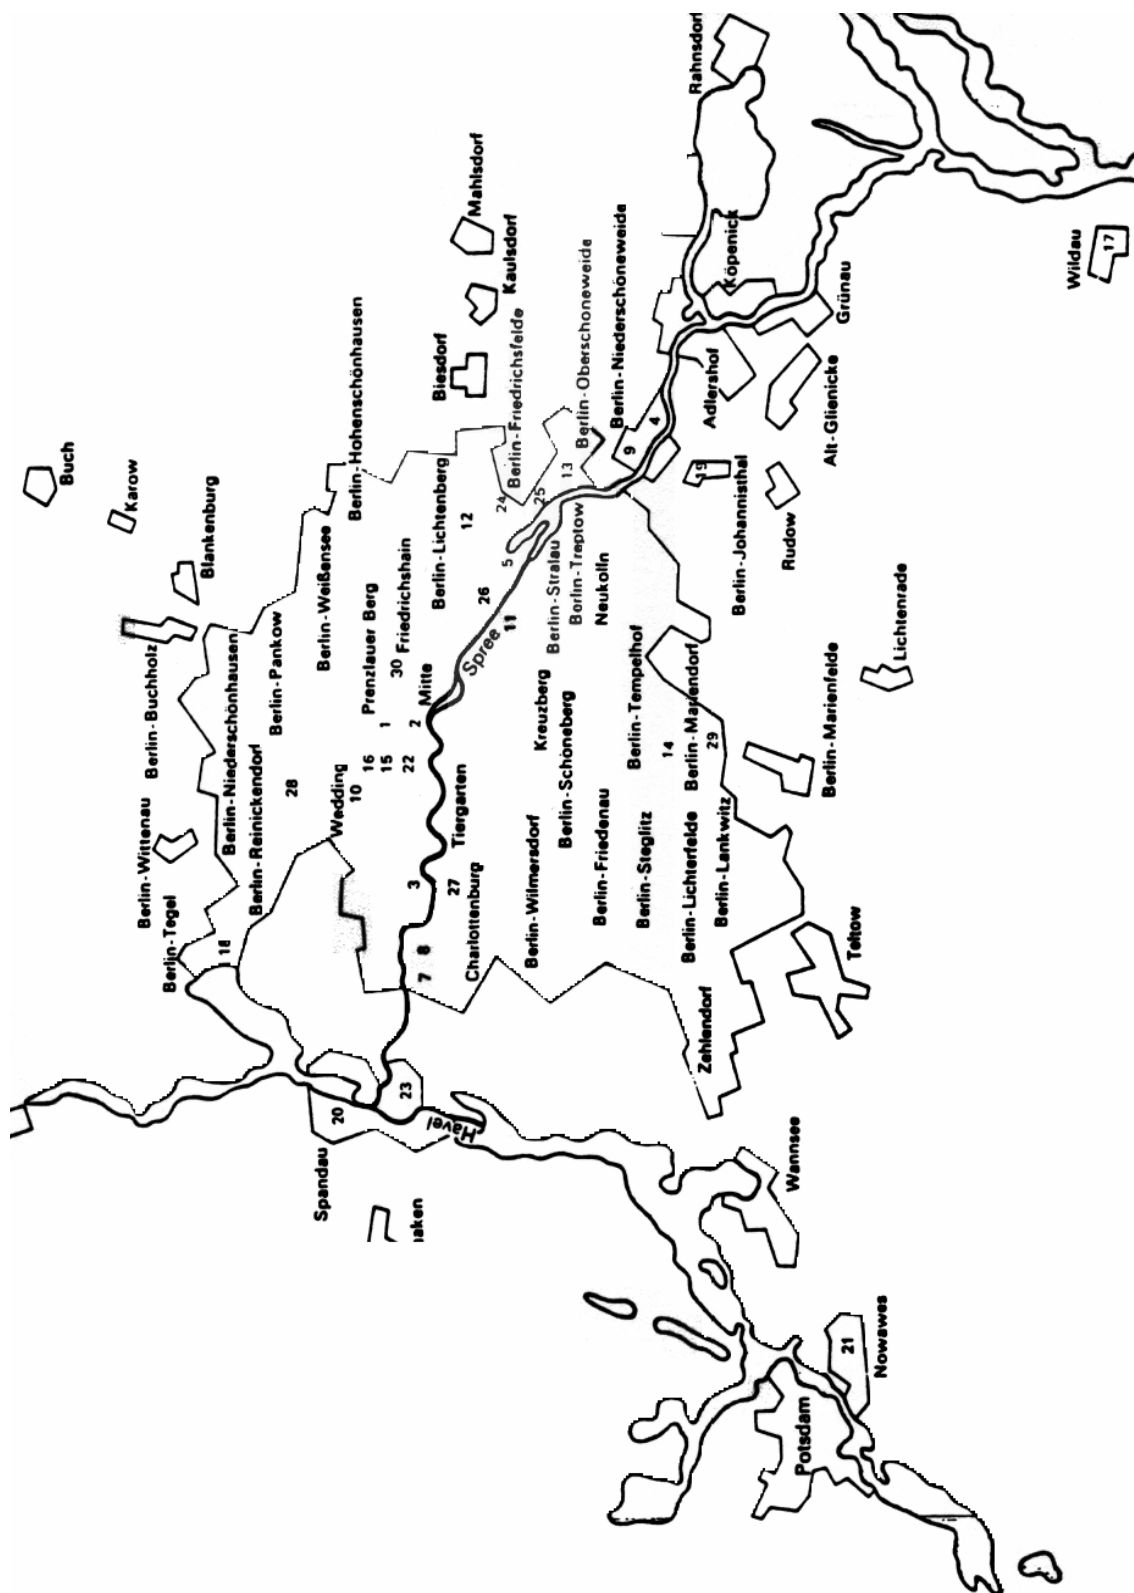 Buch
Karow
Blankenburg
Berlin-Buchholz
Berlin-Wittenau
Berlin-Tegel
18
Berlin-Niederschönhausen
Berlin-Reinickendorf
Berlin-Pankow
28
Berlin-Weißensee
Berlin-Hohenschönhausen
Wedding
10
Prenzlauer Berg
16
15
1
22
30
Friedrichshain
2
Mitte
Berlin-Lichtenberg
12
Mahlsdorf
Kaulsdorf
Biesdorf
Berlin-Friedrichsfelde
24
25
13
Berlin-Oberschöneweide
Berlin-Niederschöneweide
9
4
5
26
11
Spree
Tiergarten
3
27
Charlottenburg
7
8
Berlin-Stralau
Berlin-Treptow
Neukölln
Kreuzberg
Berlin-Schöneberg
Berlin-Wilmersdorf
Berlin-Friedenau
Berlin-Tempelhof
14
Berlin-Steglitz
Berlin-Mariendorf
29
Berlin-Lichterfelde
Berlin-Lankwitz
Zehlendorf
Teltow
Berlin-Marienfelde
Lichtenrade
Rudow
Berlin-Johannisthal
19
Adlershof
Alt-Glienicke
Grünau
Köpenick
Rahnsdorf
Wildau
17
Spandau
20
23
Havel
aaken
Wannsee
Potsdam
21
Nowawes